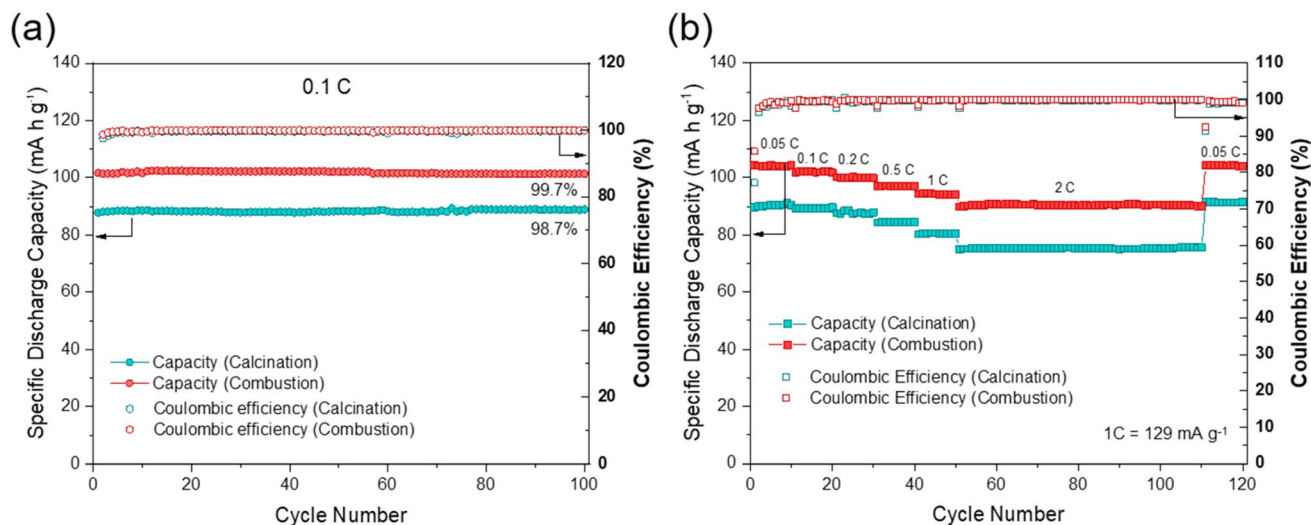 (a)
0.1 C
99.7%
98.7%
Capacity (Calcination)
Capacity (Combustion)
Coulombic efficiency (Calcination)
Coulombic efficiency (Combustion)
Specific Discharge Capacity (mA h g⁻¹)
0
20
40
60
80
100
120
140
Coulombic Efficiency (%)
0
20
40
60
80
100
120
0 20 40 60 80 100
Cycle Number
(b)
0.05 C
0.1 C
0.2 C
0.5 C
1 C
2 C
0.05 C
Capacity (Calcination)
Capacity (Combustion)
Coulombic Efficiency (Calcination)
Coulombic Efficiency (Combustion)
1C = 129 mA g⁻¹
Specific Discharge Capacity (mA h g⁻¹)
0
20
40
60
80
100
120
140
Coulombic Efficiency (%)
0
10
20
30
40
50
60
70
80
90
100
110
0 20 40 60 80 100 120
Cycle Number